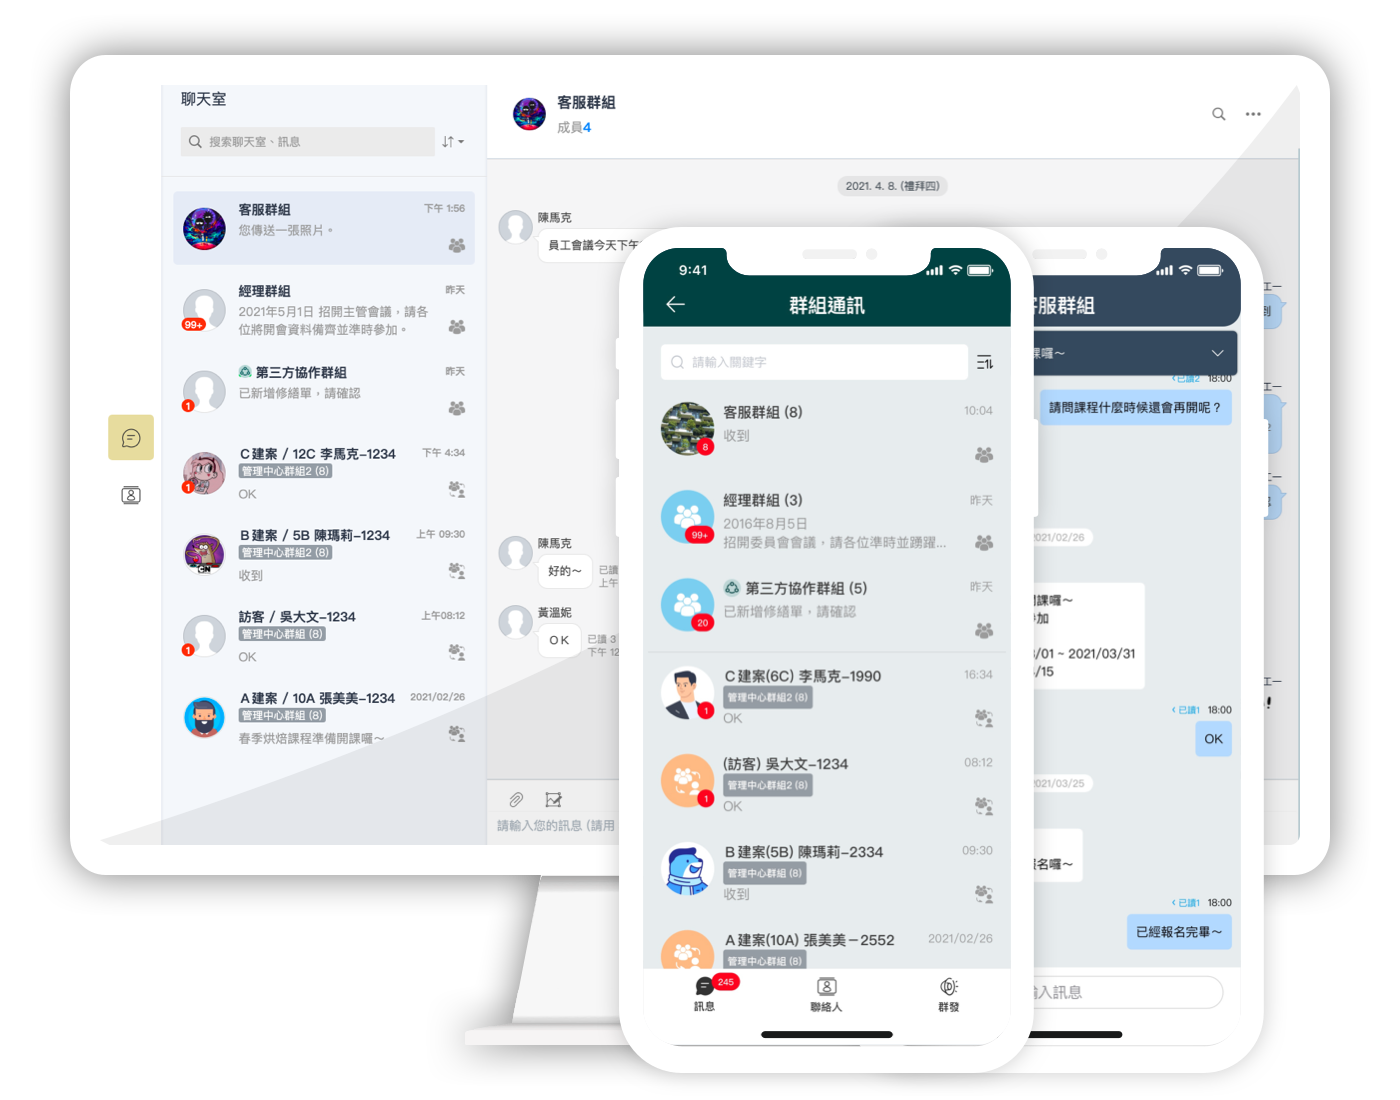 聊天室
搜索聊天室、訊息
客服群組
下午 1:56
您傳送一張照片。
經理群組
昨天
2021年5月1日 招開主管會議,請各
位將開會資料備齊並準時參加。
99+
第三方協作群組
昨天
已新增修繕單,請確認
1
C建案 / 12C 李馬克-1234
下午 4:34
管理中心群組2 (8)
OK
1
B建案 / 5B 陳瑪莉-1234
上午 09:30
管理中心群組2 (8)
收到
CN
訪客 / 吳大文-1234
上午08:12
管理中心群組 (8)
OK
1
A建案 / 10A 張美美-1234
2021/02/26
管理中心群組 (8)
春季烘焙課程準備開課囉~
客服群組
成員4
2021. 4. 8. (禮拜四)
陳馬克
員工會議今天下午
陳馬克
好的~
已讀
上午
黃溫妮
OK
已讀 3
下午 12
請輸入您的訊息 (請用
9:41
群組通訊
請輸入關鍵字
客服群組 (8)
10:04
收到
8
經理群組 (3)
昨天
2016年8月5日
招開委員會會議,請各位準時並踴躍...
99+
第三方協作群組 (5)
昨天
已新增修繕單,請確認
20
C建案(6C) 李馬克-1990
16:34
管理中心群組2 (8)
OK
1
(訪客) 吳大文-1234
08:12
管理中心群組2 (8)
OK
1
B建案(5B) 陳瑪莉-2334
09:30
管理中心群組 (8)
收到
A建案(10A) 張美美-2552
2021/02/26
管理中心群組 (8)
245
訊息
聯絡人
群發
服群組
囉~
已讀2 18:00
請問課程什麼時候還會再開呢?
2021/02/26
課囉~
加
/01 ~ 2021/03/31
/15
已讀1 18:00
OK
2021/03/25
名囉~
已讀1 18:00
已經報名完畢~
入訊息